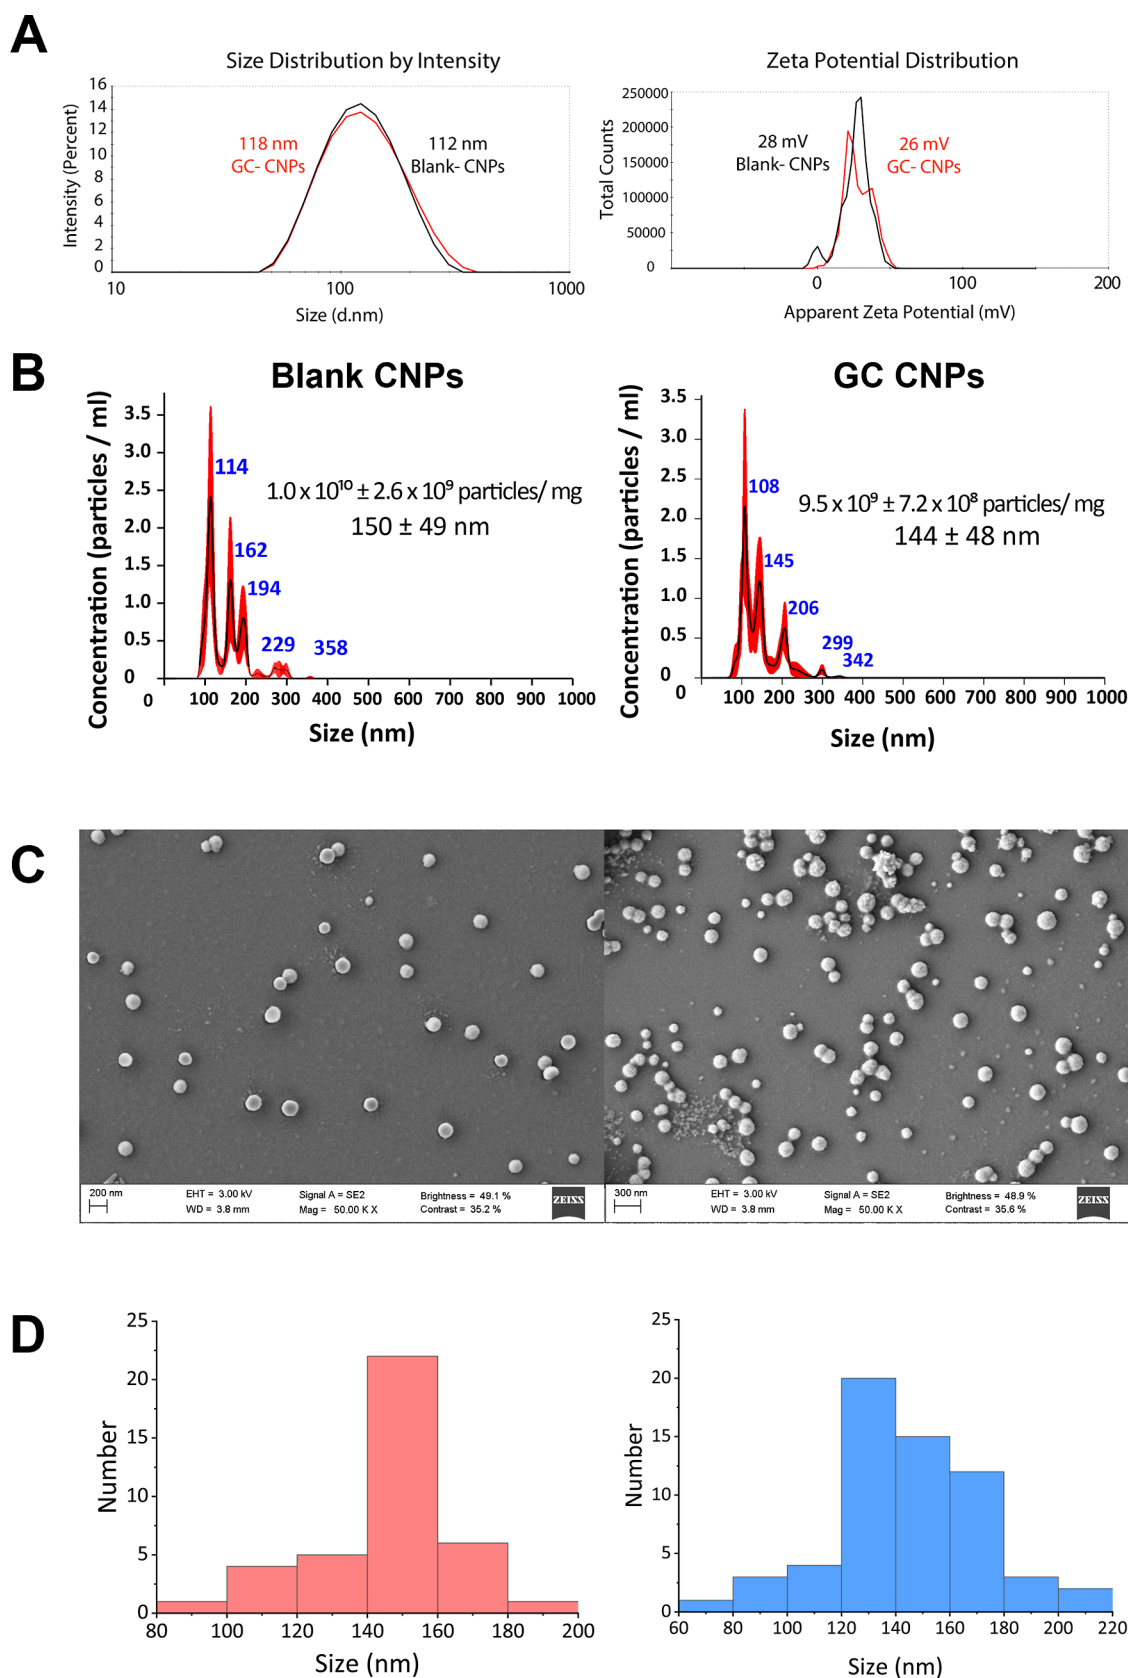 A
Size Distribution by Intensity
Intensity (Percent)
16
14
12
10
8
6
4
2
0
118 nm
GC- CNPs
112 nm
Blank- CNPs
10
100
1000
Size (d.nm)
Zeta Potential Distribution
Total Counts
250000
200000
150000
100000
50000
0
28 mV
Blank- CNPs
26 mV
GC- CNPs
0
100
200
Apparent Zeta Potential (mV)
B
Blank CNPs
Concentration (particles / ml)
3.5
3.0
2.5
2.0
1.5
1.0
0.5
0
114
162
194
229
358
1.0 x 10¹⁰ ± 2.6 x 10⁹ particles/ mg
150 ± 49 nm
0
100 200 300 400 500 600 700 800 900 1000
Size (nm)
GC CNPs
Concentration (particles / ml)
3.5
3.0
2.5
2.0
1.5
1.0
0.5
0
108
145
206
299
342
9.5 x 10⁹ ± 7.2 x 10⁸ particles/ mg
144 ± 48 nm
0
100 200 300 400 500 600 700 800 900 1000
Size (nm)
C
200 nm
EHT = 3.00 kV
WD = 3.8 mm
Signal A = SE2
Mag = 50.00 K X
Brightness = 49.1 %
Contrast = 35.2 %
ZEISS
300 nm
EHT = 3.00 kV
WD = 3.8 mm
Signal A = SE2
Mag = 50.00 K X
Brightness = 48.9 %
Contrast = 35.6 %
ZEISS
D
Number
25
20
15
10
5
0
80 100 120 140 160 180 200
Size (nm)
Number
25
20
15
10
5
0
60 80 100 120 140 160 180 200 220
Size (nm)